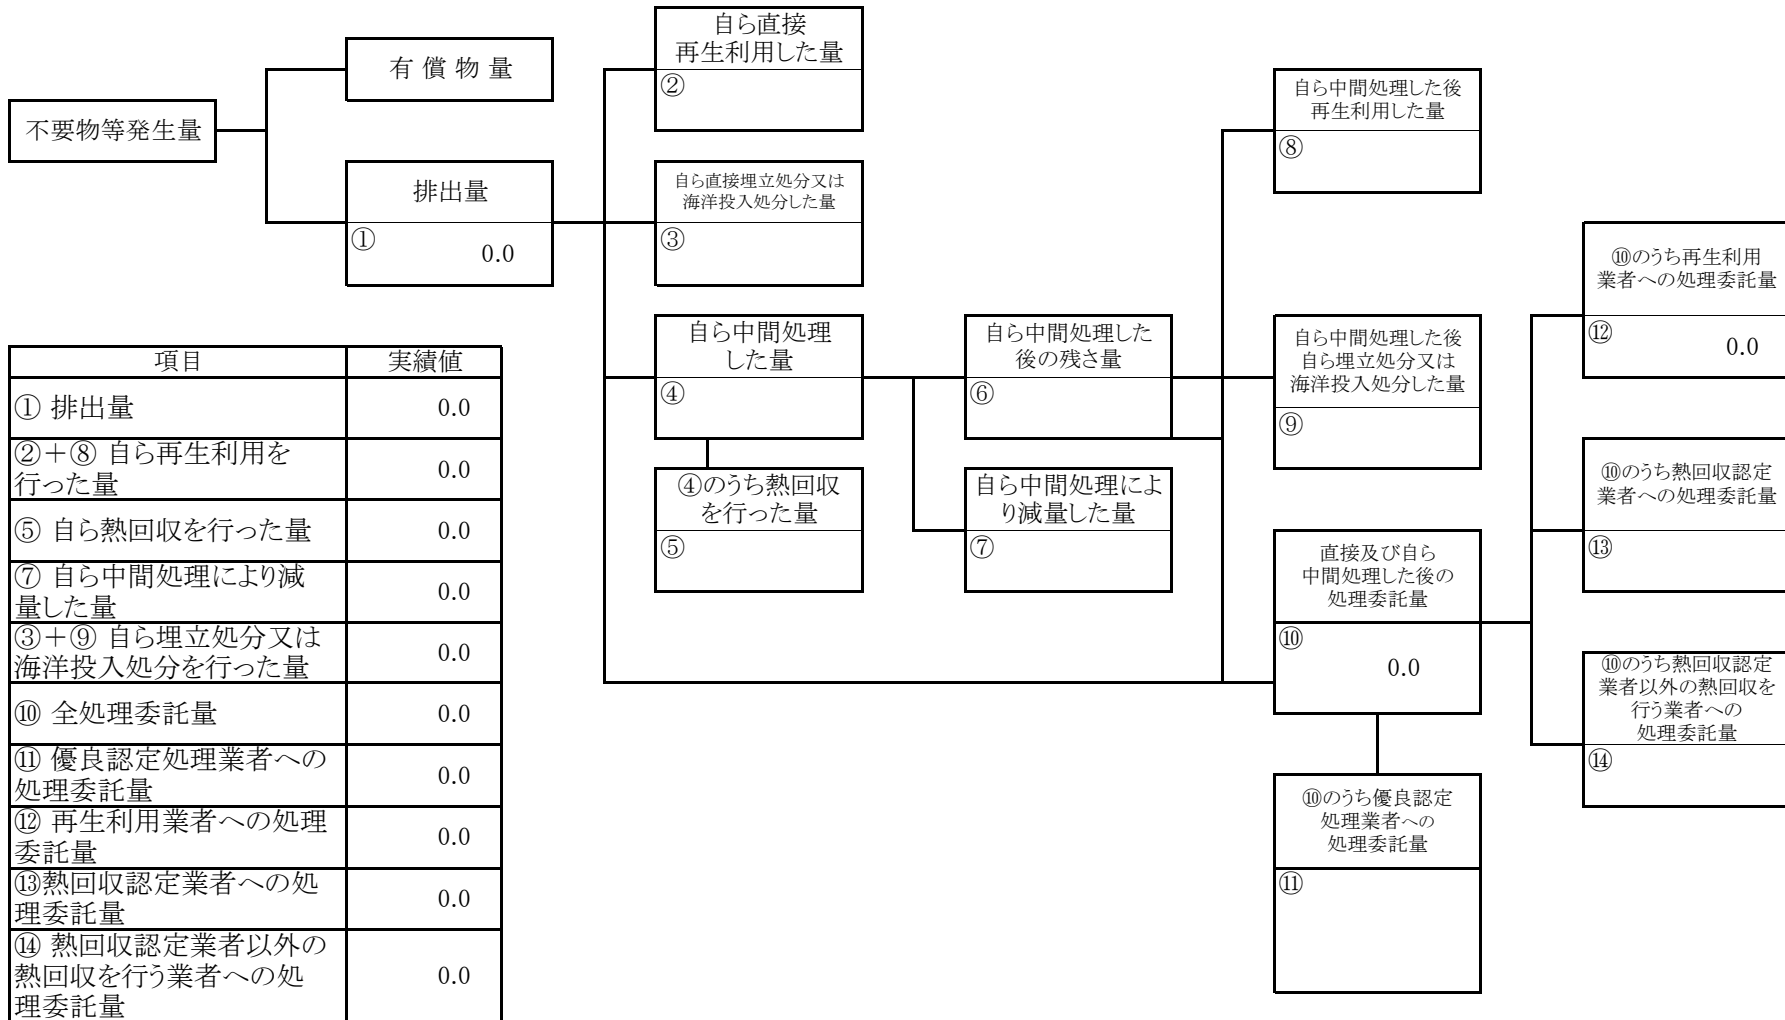 不要物等発生量
有償物量
排出量
①
0.0
自ら直接
再生利用した量
②
自ら直接埋立処分又は
海洋投入処分した量
③
自ら中間処理
した量
④
④のうち熱回収
を行った量
⑤
自ら中間処理した
後の残さ量
⑥
自ら中間処理によ
り減量した量
⑦
自ら中間処理した後
再生利用した量
⑧
自ら中間処理した後
自ら埋立処分又は
海洋投入処分した量
⑨
直接及び自ら
中間処理した後の
処理委託量
⑩
0.0
⑩のうち優良認定
処理業者への
処理委託量
⑪
⑩のうち再生利用
業者への処理委託量
⑫
0.0
⑩のうち熱回収認定
業者への処理委託量
⑬
⑩のうち熱回収認定
業者以外の熱回収を
行う業者への
処理委託量
⑭
項目 実績値
① 排出量 0.0
②＋⑧ 自ら再生利用を
行った量 0.0
⑤ 自ら熱回収を行った量 0.0
⑦ 自ら中間処理により減
量した量 0.0
③＋⑨ 自ら埋立処分又は
海洋投入処分を行った量 0.0
⑩ 全処理委託量 0.0
⑪ 優良認定処理業者への
処理委託量 0.0
⑫ 再生利用業者への処理
委託量 0.0
⑬熱回収認定業者への処
理委託量 0.0
⑭ 熱回収認定業者以外の
熱回収を行う業者への処
理委託量 0.0